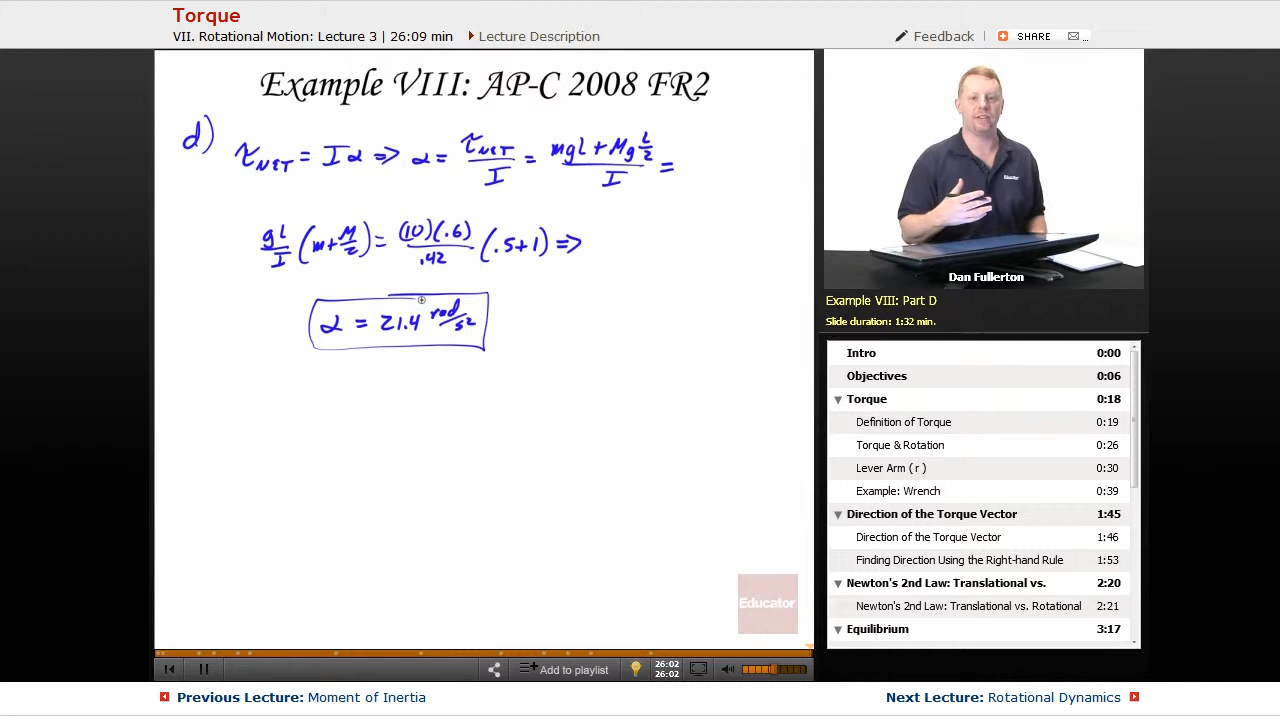 Torque
VII. Rotational Motion: Lecture 3 | 26:09 min
Lecture Description
Feedback
SHARE
Example VIII: AP-C 2008 FR2
d)
τNET = Iα => α = τNET/I = (mgL + Mg L/2)/I =
gL/I (m + M/2) = (10)(.6)/.42 (.5+1) =>
α = 21.4 rad/s²
Educator
Dan Fullerton
Example VIII: Part D
Slide duration: 1:32 min.
Intro 0:00
Objectives 0:06
Torque 0:18
Definition of Torque 0:19
Torque & Rotation 0:26
Lever Arm ( r ) 0:30
Example: Wrench 0:39
Direction of the Torque Vector 1:45
Direction of the Torque Vector 1:46
Finding Direction Using the Right-hand Rule 1:53
Newton's 2nd Law: Translational vs. 2:20
Newton's 2nd Law: Translational vs. Rotational 2:21
Equilibrium 3:17
Add to playlist
26:02
26:02
Previous Lecture: Moment of Inertia
Next Lecture: Rotational Dynamics